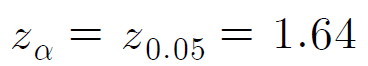 z_α = z_0.05 = 1.64